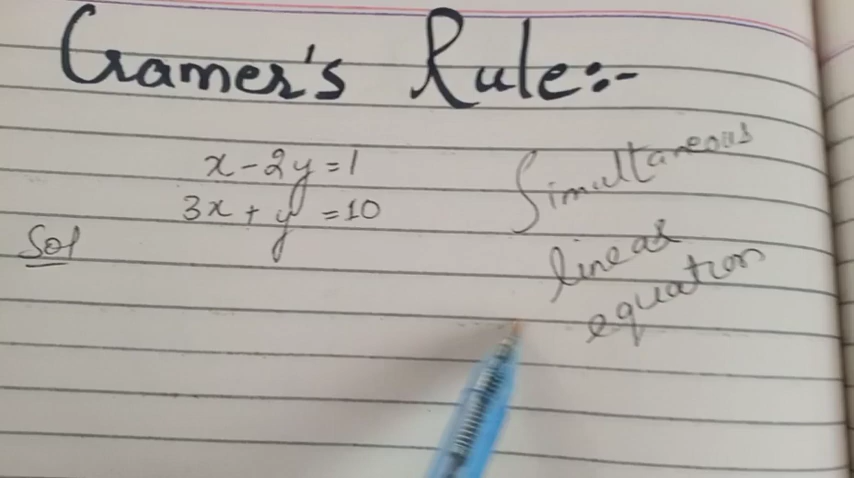 Cramer's Rule:-
x-2y=1
3x+y=10
Simultaneous
linear
equation
Sol